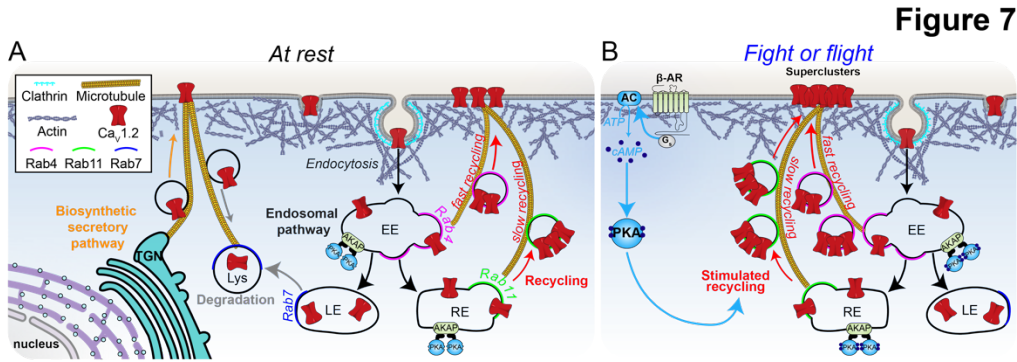 Figure 7
A
At rest
Clathrin
Microtubule
Actin
CaV1.2
Rab4
Rab11
Rab7
Biosynthetic
secretory
pathway
TGN
nucleus
Lys
Degradation
Rab7
LE
Endocytosis
Endosomal
pathway
EE
AKAP
PKA
PKA
Rab4
fast recycling
slow recycling
Recycling
Rab11
RE
AKAP
PKA
PKA
B
Fight or flight
Superclusters
β-AR
AC
ATP
Gs
cAMP
PKA
Stimulated
recycling
slow recycling
fast recycling
EE
AKAP
PKA
PKA
RE
AKAP
PKA
PKA
LE